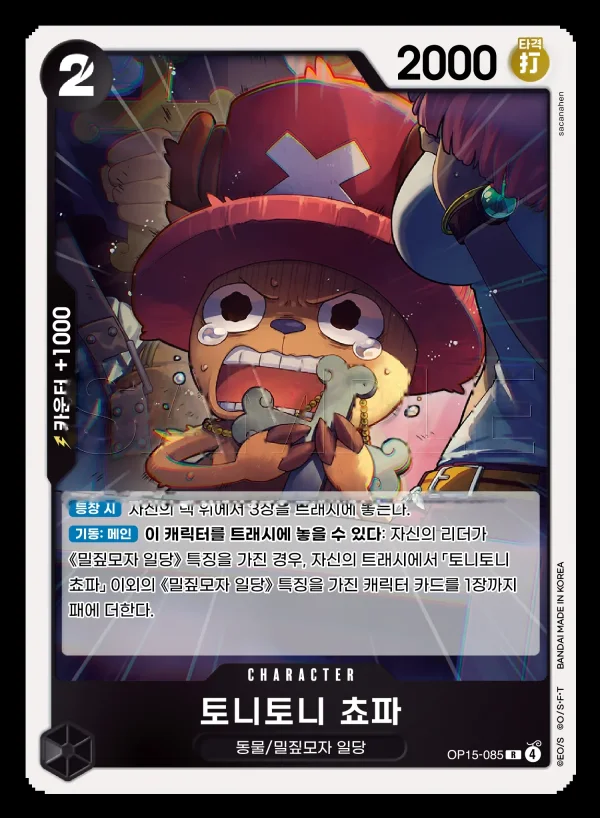 2
2000
타격
打
sacanahen
카운터 +1000
SAMPLE
등장 시 자신의 덱 위에서 3장을 트래시에 놓는다.
기동: 메인 이 캐릭터를 트래시에 놓을 수 있다: 자신의 리더가
《밀짚모자 일당》 특징을 가진 경우, 자신의 트래시에서 「토니토니
쵸파」 이외의 《밀짚모자 일당》 특징을 가진 캐릭터 카드를 1장까지
패에 더한다.
CHARACTER
토니토니 쵸파
동물/밀짚모자 일당
OP15-085 R 4
©EO/S ©O/S·F·T BANDAI MADE IN KOREA